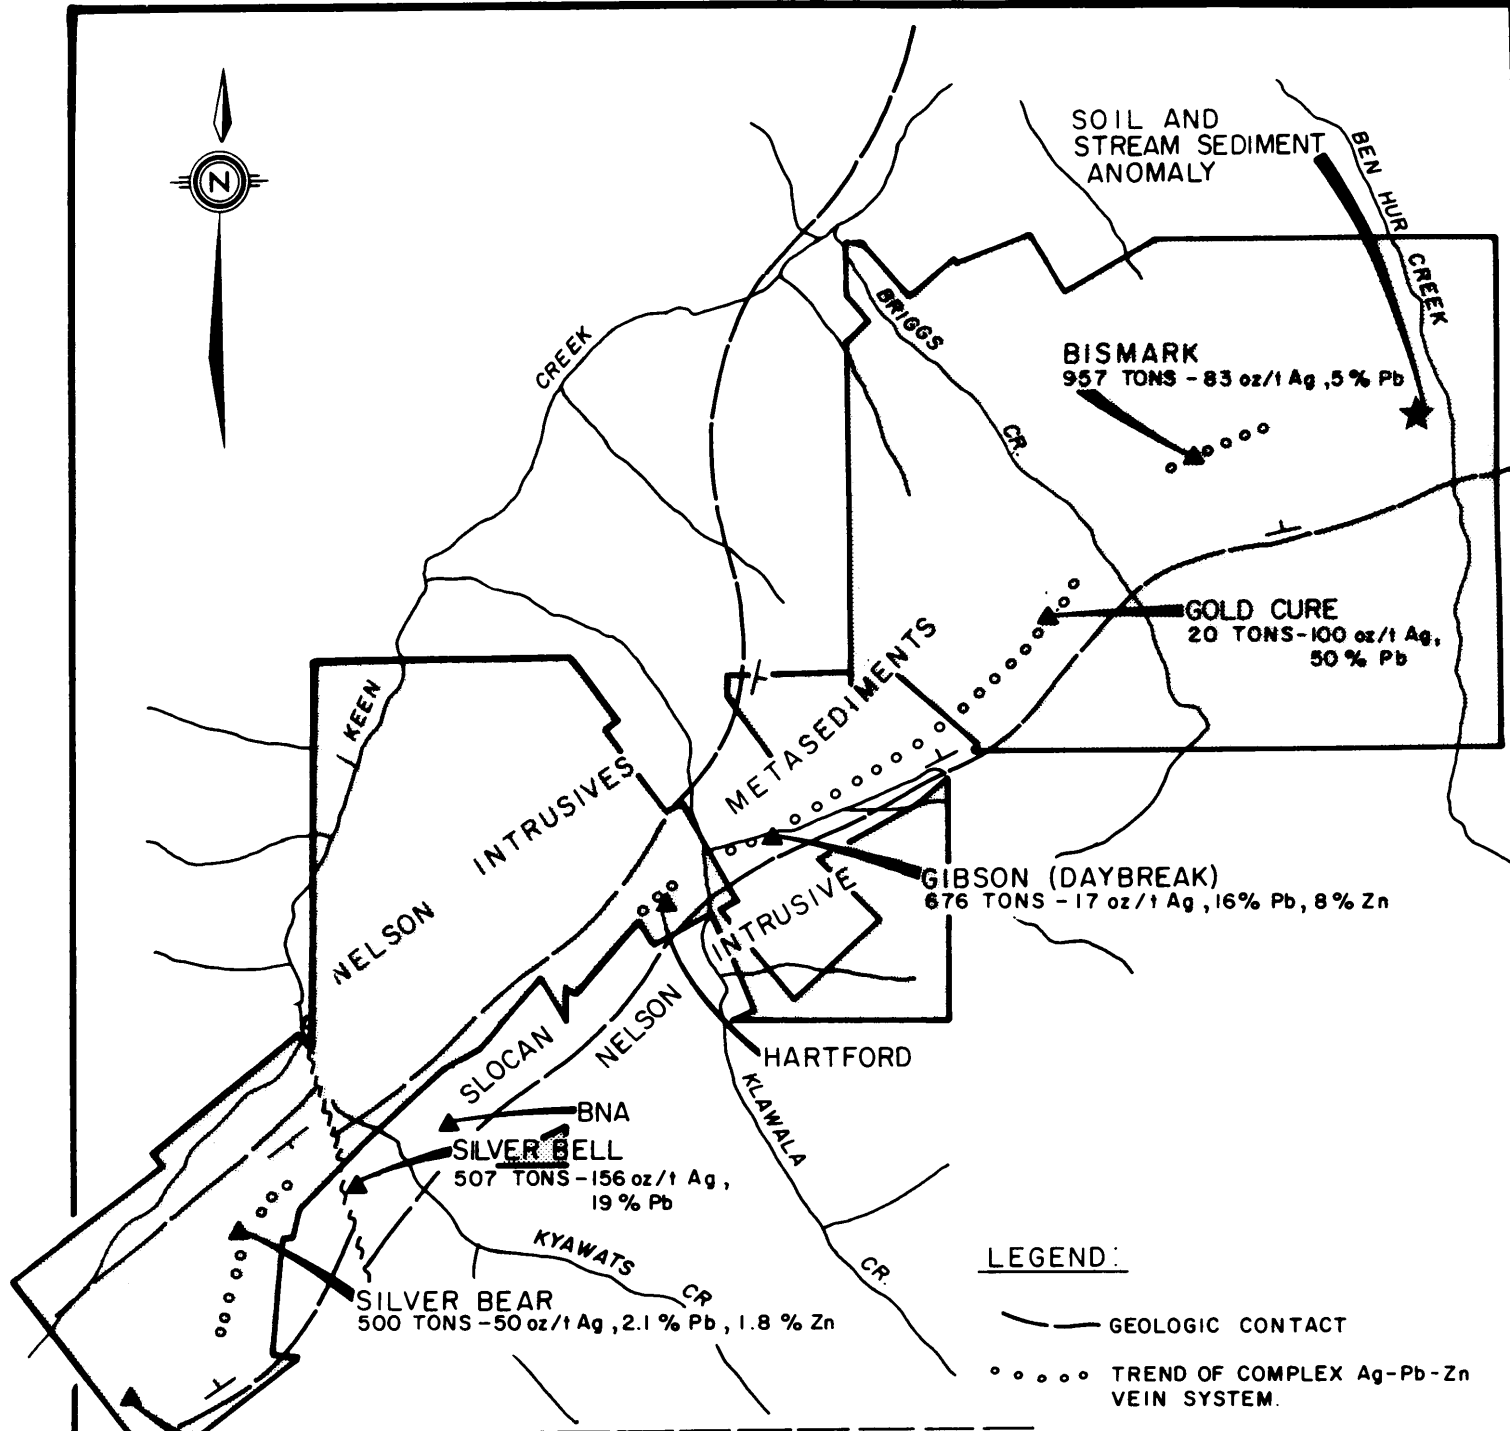 N
SOIL AND
STREAM SEDIMENT
ANOMALY
BEN HUR CREEK
BRIGGS
CR.
CREEK
KEEN
BISMARK
957 TONS - 83 oz/t Ag, 5% Pb
GOLD CURE
20 TONS - 100 oz/t Ag,
50% Pb
METASEDIMENTS
NELSON INTRUSIVES
GIBSON (DAYBREAK)
676 TONS - 17 oz/t Ag, 16% Pb, 8% Zn
NELSON INTRUSIVE
SLOCAN
HARTFORD
KLAWALA
CR.
BNA
SILVER BELL
507 TONS - 156 oz/t Ag,
19% Pb
KYAWATS
CR
SILVER BEAR
500 TONS - 50 oz/t Ag, 2.1% Pb, 1.8% Zn
LEGEND:
GEOLOGIC CONTACT
TREND OF COMPLEX Ag-Pb-Zn
VEIN SYSTEM.